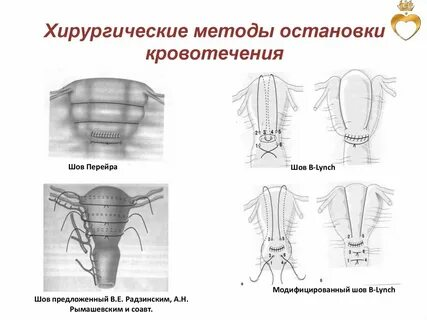 Хирургические методы остановки
кровотечения
Шов Перейра
Шов B-Lynch
Шов предложенный В.Е. Радзинским, А.Н.
Рымашевским и соавт.
Модифицированный шов B-Lynch